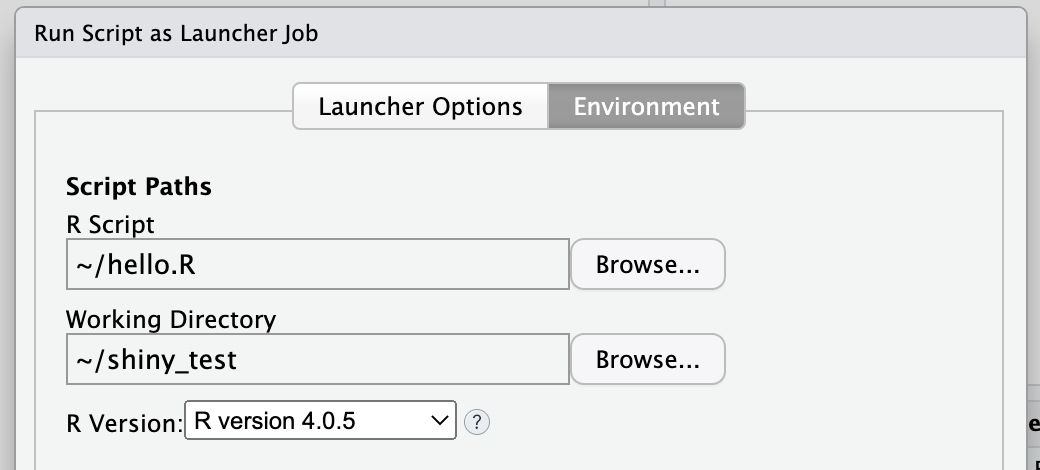 Run Script as Launcher Job
Launcher Options Environment
Script Paths
R Script
~/hello.R Browse...
Working Directory
~/shiny_test Browse...
R Version: R version 4.0.5 ?